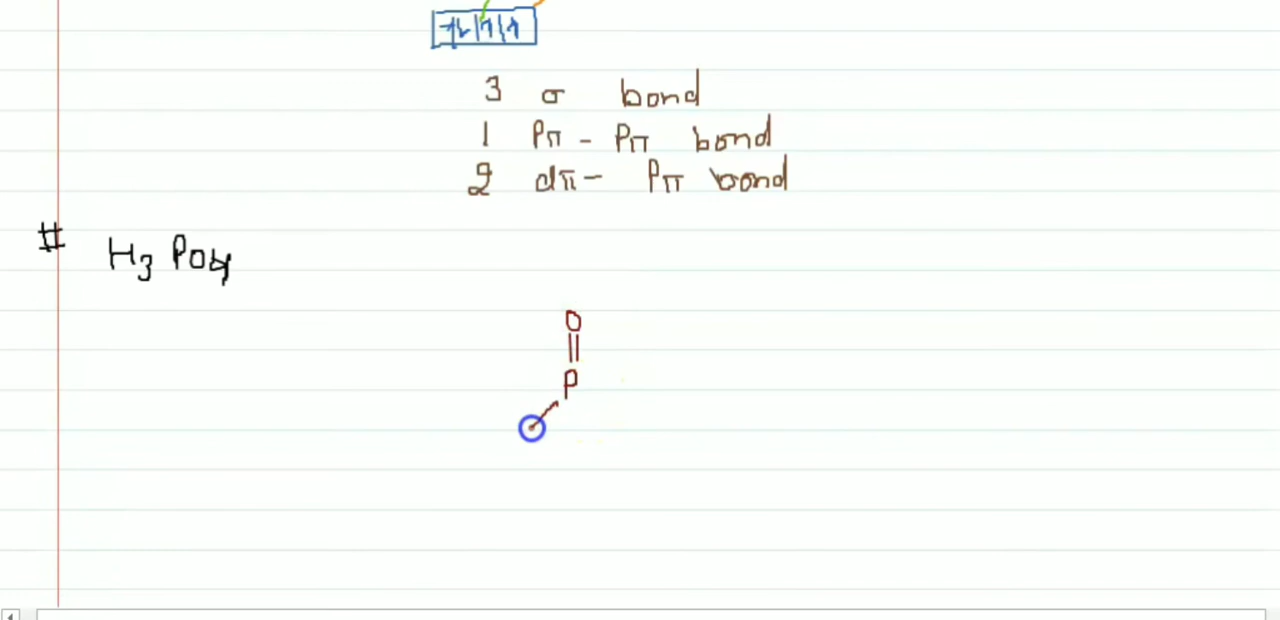 3 σ bond
1 Pπ - Pπ bond
2 dπ - Pπ bond
# H3 PO4
O
P